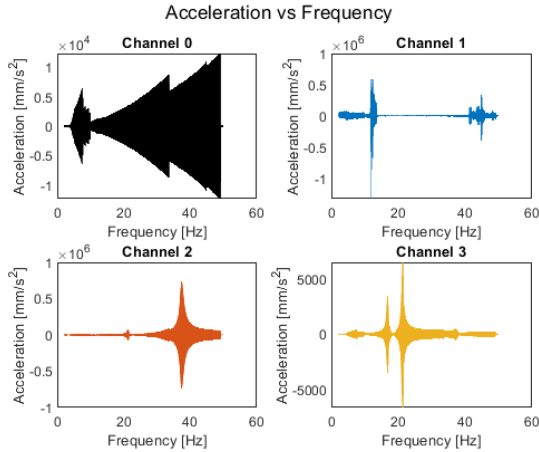 Acceleration vs Frequency
Channel 0
×10^4
Acceleration [mm/s^2]
1
0.5
0
-0.5
-1
0 20 40 60
Frequency [Hz]
Channel 1
×10^6
Acceleration [mm/s^2]
1
0.5
0
-0.5
-1
0 20 40 60
Frequency [Hz]
Channel 2
×10^6
Acceleration [mm/s^2]
1
0.5
0
-0.5
-1
0 20 40 60
Frequency [Hz]
Channel 3
Acceleration [mm/s^2]
5000
0
-5000
0 20 40 60
Frequency [Hz]